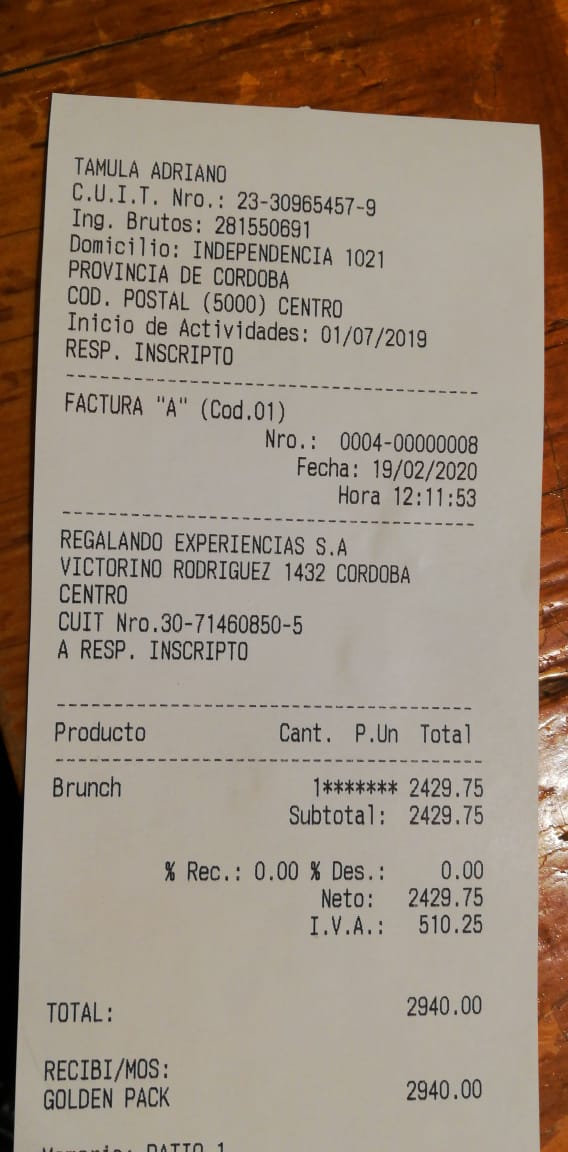 TAMULA ADRIANO
C.U.I.T. Nro.: 23-30965457-9
Ing. Brutos: 281550691
Domicilio: INDEPENDENCIA 1021
PROVINCIA DE CORDOBA
COD. POSTAL (5000) CENTRO
Inicio de Actividades: 01/07/2019
RESP. INSCRIPTO
--------------------------------------
FACTURA "A" (Cod.01)
Nro.: 0004-00000008
Fecha: 19/02/2020
Hora 12:11:53
--------------------------------------
REGALANDO EXPERIENCIAS S.A
VICTORINO RODRIGUEZ 1432 CORDOBA
CENTRO
CUIT Nro.30-71460850-5
A RESP. INSCRIPTO
--------------------------------------
Producto Cant. P.Un Total
--------------------------------------
Brunch 1******* 2429.75
Subtotal: 2429.75
% Rec.: 0.00 % Des.: 0.00
Neto: 2429.75
I.V.A.: 510.25
TOTAL: 2940.00
RECIBI/MOS:
GOLDEN PACK 2940.00